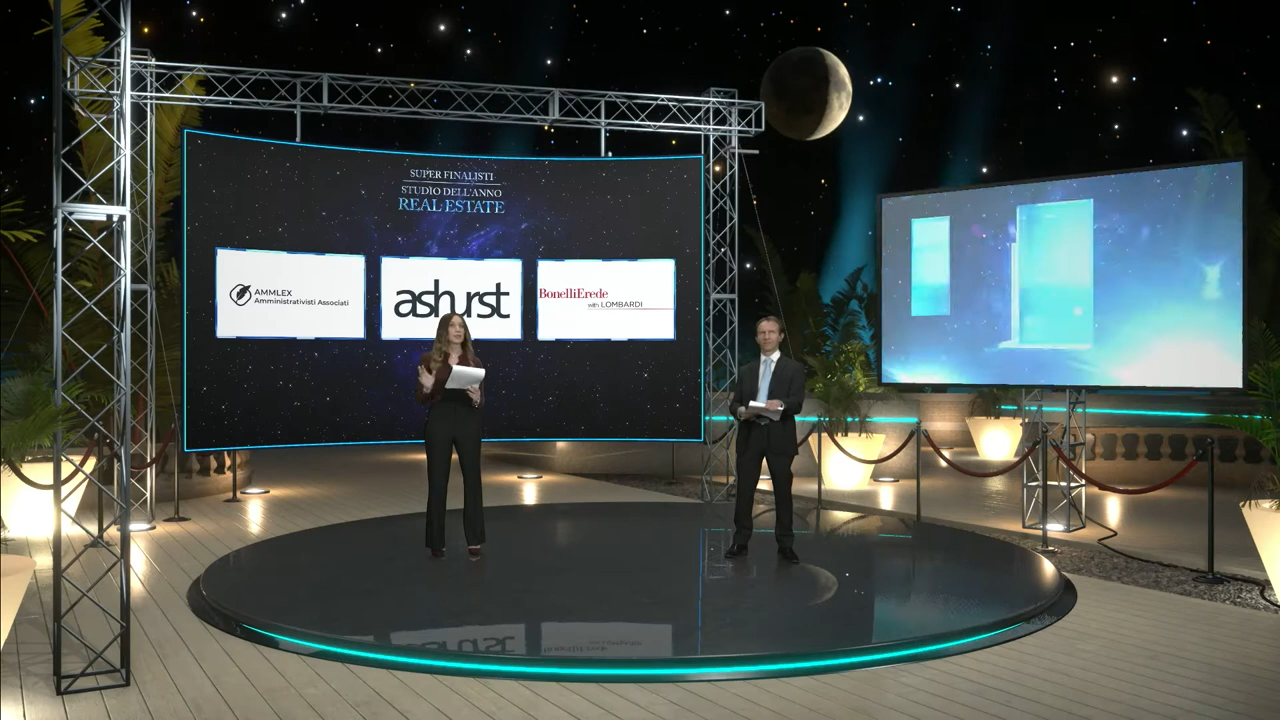 SUPER FINALISTI
STUDIO DELL'ANNO
REAL ESTATE
AMMLEX
Amministrativisti Associati
ashurst
BonelliErede
with LOMBARDI